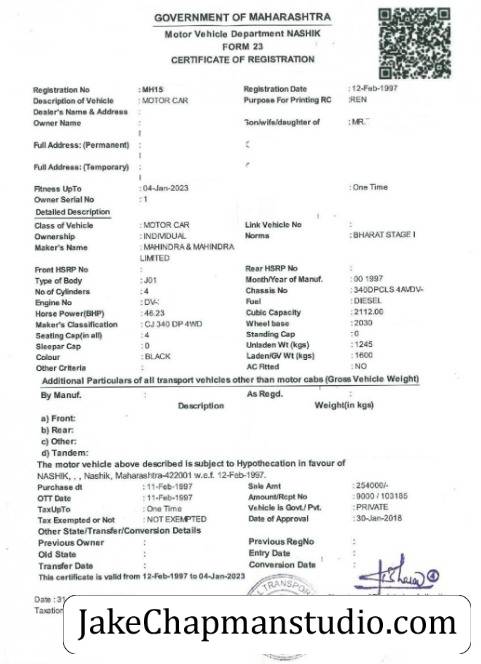 GOVERNMENT OF MAHARASHTRA
Motor Vehicle Department NASHIK
FORM 23
CERTIFICATE OF REGISTRATION
Registration No : MH15 Registration Date : 12-Feb-1997
Description of Vehicle : MOTOR CAR Purpose For Printing RC :REN
Dealer's Name & Address :
Owner Name : Son/wife/daughter of : MR.
Full Address: (Permanent) :
Full Address: (Temporary) :
Fitness UpTo : 04-Jan-2023 : One Time
Owner Serial No : 1
Detailed Description
Class of Vehicle : MOTOR CAR Link Vehicle No :
Ownership : INDIVIDUAL Norms : BHARAT STAGE I
Maker's Name : MAHINDRA & MAHINDRA
LIMITED
Front HSRP No : Rear HSRP No :
Type of Body : J01 Month/Year of Manuf. : 00 1997
No of Cylinders : 4 Chassis No : 340DPCLS 4AVDV-
Engine No : DV-: Fuel : DIESEL
Horse Power(BHP) : 46.23 Cubic Capacity : 2112.00
Maker's Classification : CJ 340 DP 4WD Wheel base : 2030
Seating Cap(in all) : 4 Standing Cap : 0
Sleepar Cap : 0 Unladen Wt (kgs) : 1245
Colour : BLACK Laden/GV Wt (kgs) : 1600
Other Criteria : AC Fitted : NO
Additional Particulars of all transport vehicles other than motor cabs (Gross Vehicle Weight)
By Manuf. : As Regd. :
Description Weight(in kgs)
a) Front:
b) Rear:
c) Other:
d) Tandem:
The motor vehicle above described is subject to Hypothecation in favour of
NASHIK, , , Nashik, Maharashtra-422001 w.e.f. 12-Feb-1997.
Purchase dt : 11-Feb-1997 Sale Amt : 254000/-
OTT Date : 11-Feb-1997 Amount/Rcpt No : 9000 / 103185
TaxUpTo : One Time Vehicle is Govt./ Pvt. : PRIVATE
Tax Exempted or Not : NOT EXEMPTED Date of Approval : 30-Jan-2018
Other State/Transfer/Conversion Details
Previous Owner : Previous RegNo :
Old State : Entry Date :
Transfer Date : Conversion Date :
This certificate is valid from 12-Feb-1997 to 04-Jan-2023
Date : 31
Taxation
JakeChapmanstudio.com